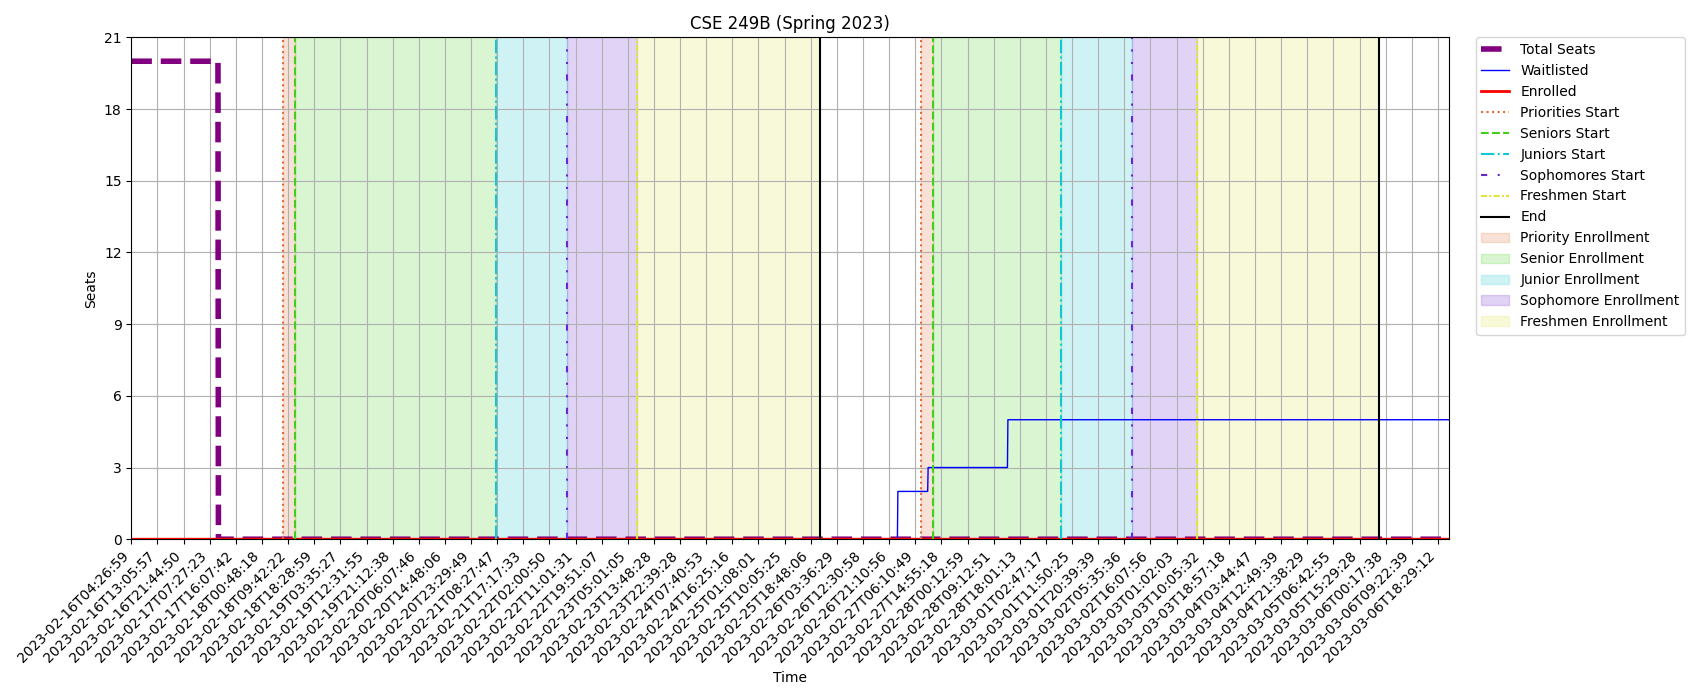 CSE 249B (Spring 2023)
21
18
15
12
9
6
3
0
Seats
2023-02-16T04:26:59
2023-02-16T13:05:57
2023-02-16T21:44:50
2023-02-17T07:27:23
2023-02-17T16:07:42
2023-02-18T00:48:18
2023-02-18T09:42:22
2023-02-18T18:28:59
2023-02-19T03:35:27
2023-02-19T12:31:55
2023-02-19T21:12:38
2023-02-20T06:07:46
2023-02-20T14:48:06
2023-02-20T23:29:49
2023-02-21T08:27:47
2023-02-21T17:17:33
2023-02-22T02:00:50
2023-02-22T11:01:31
2023-02-22T19:51:07
2023-02-23T05:01:05
2023-02-23T13:48:28
2023-02-23T22:39:28
2023-02-24T07:40:53
2023-02-24T16:25:16
2023-02-25T01:08:01
2023-02-25T10:05:25
2023-02-25T18:48:06
2023-02-26T03:36:29
2023-02-26T12:30:58
2023-02-26T21:10:56
2023-02-27T06:10:49
2023-02-27T14:55:18
2023-02-28T00:12:59
2023-02-28T09:12:51
2023-02-28T18:01:13
2023-03-01T02:47:17
2023-03-01T11:50:25
2023-03-01T20:39:39
2023-03-02T05:35:36
2023-03-02T16:07:56
2023-03-03T01:02:03
2023-03-03T10:05:32
2023-03-03T18:57:18
2023-03-04T03:44:47
2023-03-04T12:49:39
2023-03-04T21:38:29
2023-03-05T06:42:55
2023-03-05T15:29:28
2023-03-06T00:17:38
2023-03-06T09:22:39
2023-03-06T18:29:12
Time
Total Seats
Waitlisted
Enrolled
Priorities Start
Seniors Start
Juniors Start
Sophomores Start
Freshmen Start
End
Priority Enrollment
Senior Enrollment
Junior Enrollment
Sophomore Enrollment
Freshmen Enrollment